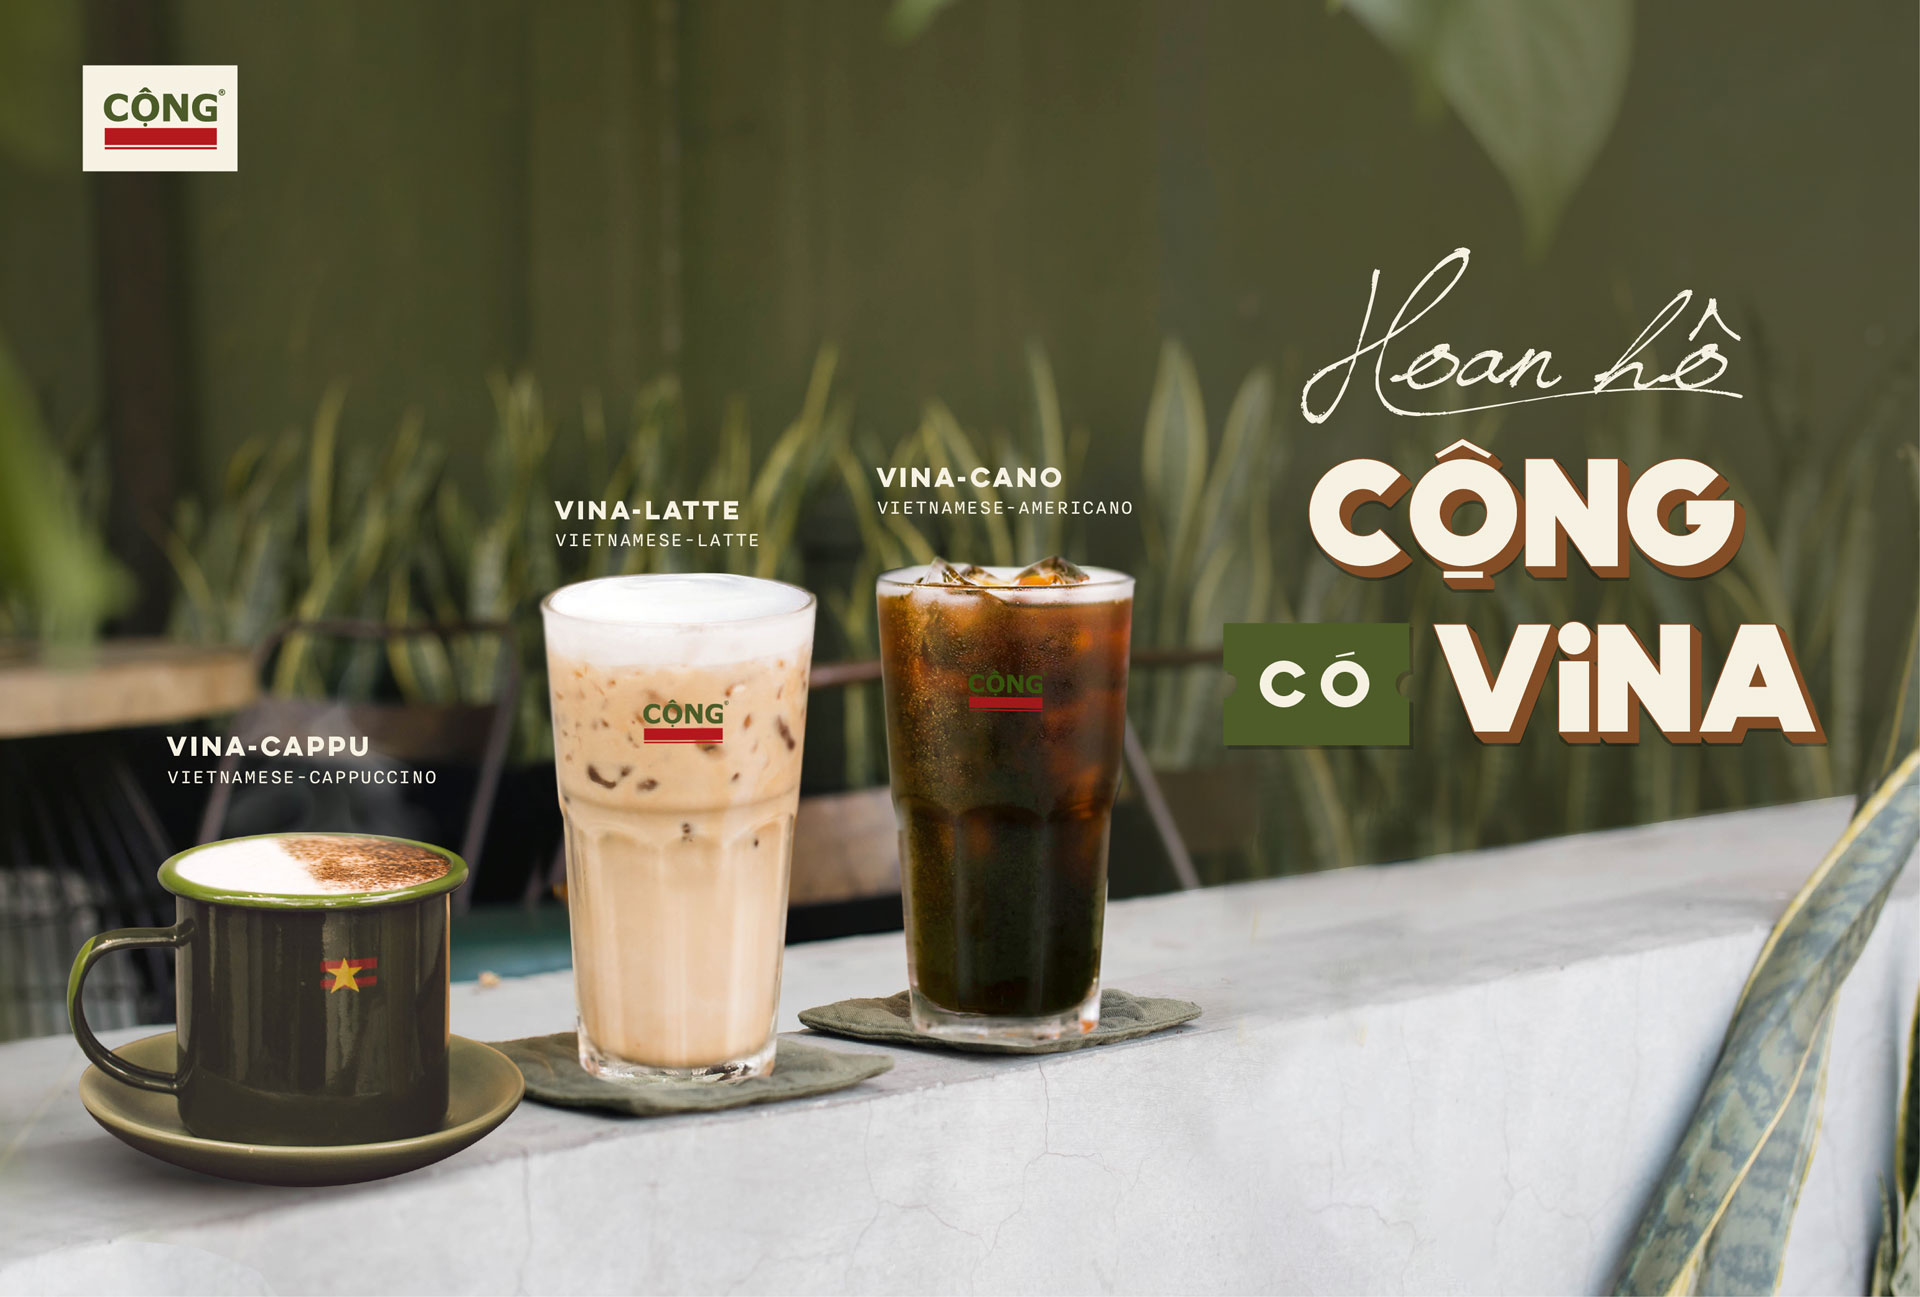 CỘNG®
Hoan hô
CỘNG
CÓ ViNA
VINA-CANO
VIETNAMESE-AMERICANO
VINA-LATTE
VIETNAMESE-LATTE
VINA-CAPPU
VIETNAMESE-CAPPUCCINO
CỘNG®
CỘNG